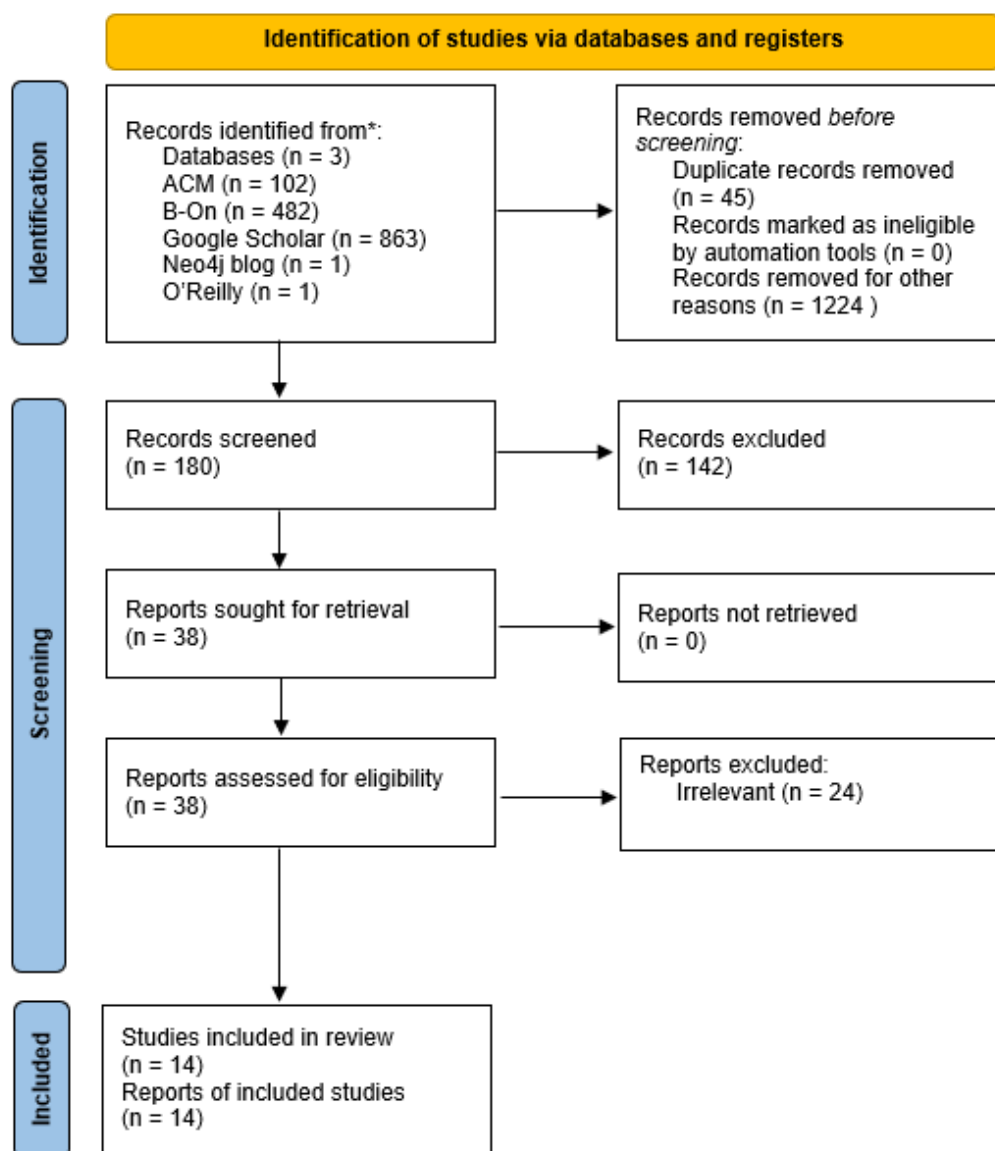 Identification of studies via databases and registers
Identification
Records identified from*:
Databases (n = 3)
ACM (n = 102)
B-On (n = 482)
Google Scholar (n = 863)
Neo4j blog (n = 1)
O'Reilly (n = 1)
Records removed before
screening:
Duplicate records removed
(n = 45)
Records marked as ineligible
by automation tools (n = 0)
Records removed for other
reasons (n = 1224 )
Screening
Records screened
(n = 180)
Records excluded
(n = 142)
Reports sought for retrieval
(n = 38)
Reports not retrieved
(n = 0)
Reports assessed for eligibility
(n = 38)
Reports excluded:
Irrelevant (n = 24)
Included
Studies included in review
(n = 14)
Reports of included studies
(n = 14)